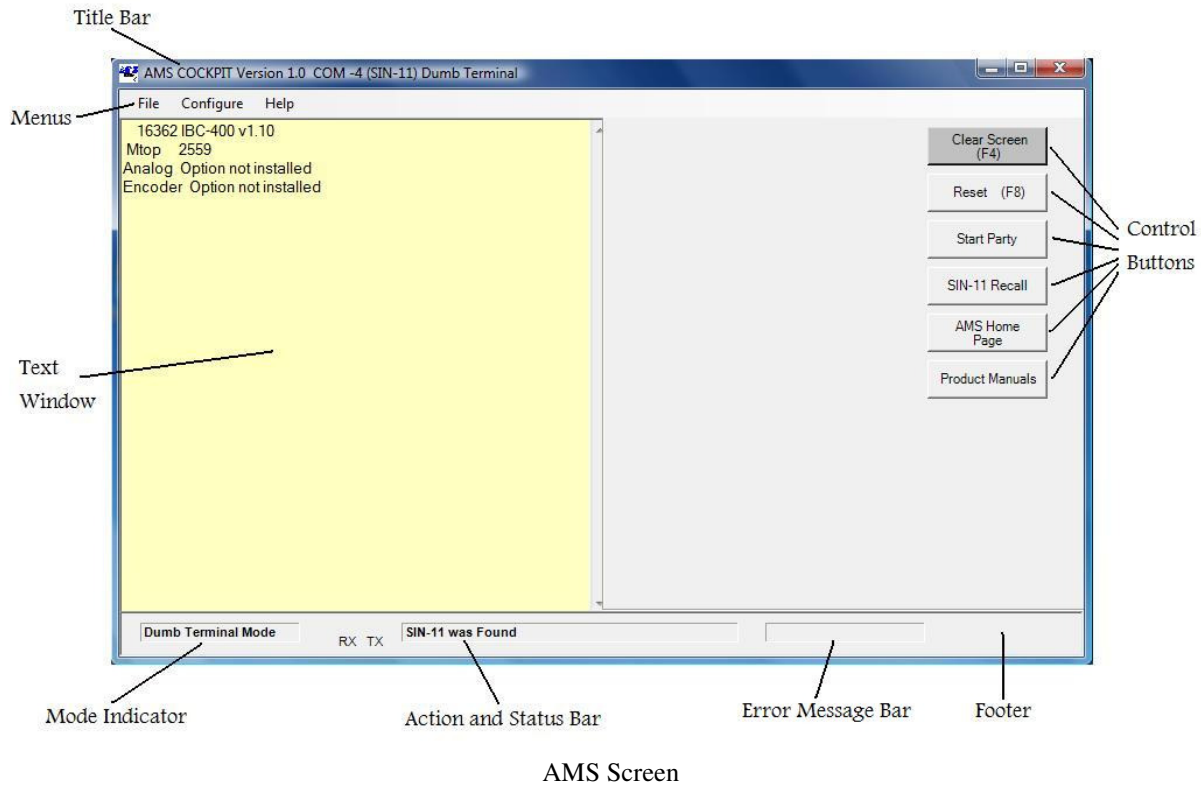 Title Bar
AMS COCKPIT Version 1.0 COM -4 (SIN-11) Dumb Terminal
Menus
File Configure Help
16362 IBC-400 v1.10
Mtop 2559
Analog Option not installed
Encoder Option not installed
Clear Screen
(F4)
Reset (F8)
Start Party
SIN-11 Recall
AMS Home
Page
Product Manuals
Control
Buttons
Text
Window
Dumb Terminal Mode
RX TX
SIN-11 was Found
Mode Indicator
Action and Status Bar
Error Message Bar
Footer
AMS Screen